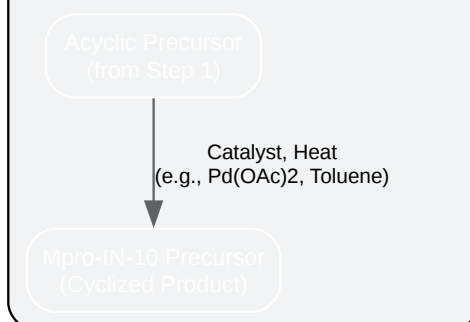 Acyclic Precursor
(from Step 1)
Catalyst, Heat
(e.g., Pd(OAc)2, Toluene)
Mpro-IN-10 Precursor
(Cyclized Product)